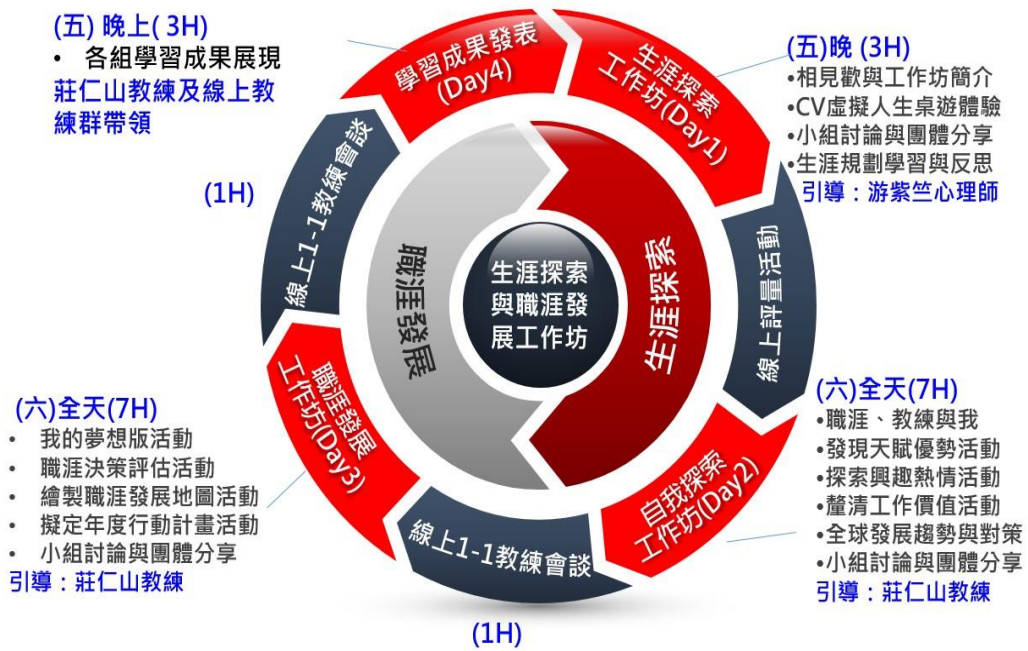 (五) 晚上( 3H)
• 各組學習成果展現
莊仁山教練及線上教
練群帶領
學習成果發表
(Day4)
生涯探索
工作坊(Day1)
(五)晚 (3H)
•相見歡與工作坊簡介
•CV虛擬人生桌遊體驗
•小組討論與團體分享
•生涯規劃學習與反思
引導：游紫竺心理師
線上評量活動
(六)全天(7H)
•職涯、教練與我
•發現天賦優勢活動
•探索興趣熱情活動
•釐清工作價值活動
•全球發展趨勢與對策
•小組討論與團體分享
引導：莊仁山教練
自我探索
工作坊(Day2)
線上1-1教練會談
(1H)
職涯發展
工作坊(Day3)
(六)全天(7H)
• 我的夢想版活動
• 職涯決策評估活動
• 繪製職涯發展地圖活動
• 擬定年度行動計畫活動
• 小組討論與團體分享
引導：莊仁山教練
線上1-1教練會談
(1H)
職涯發展
生涯探索
生涯探索
與職涯發
展工作坊